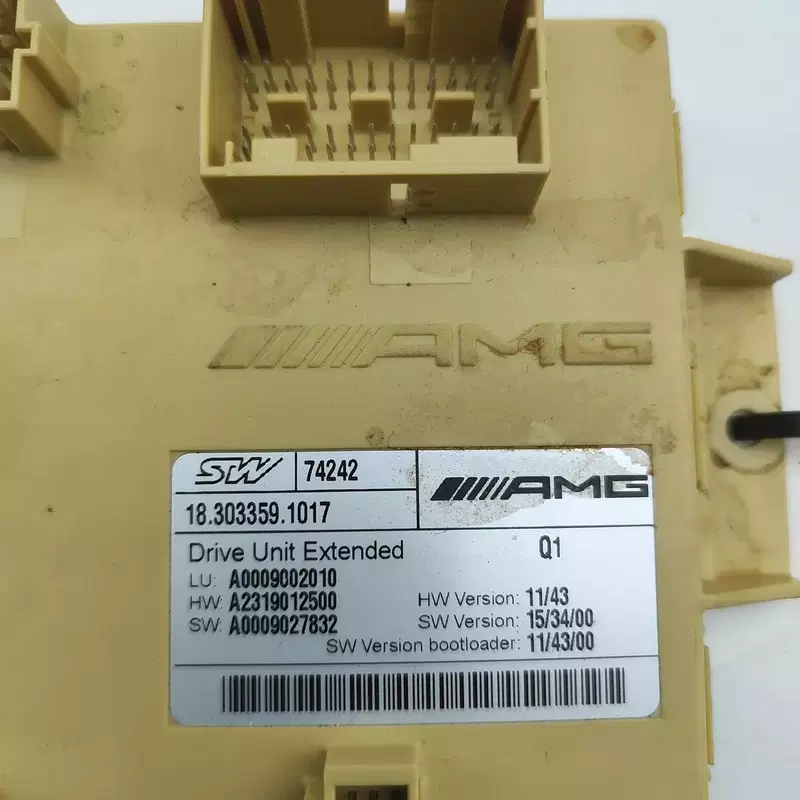 AMG
SW 74242
AMG
18.303359.1017
Drive Unit Extended Q1
LU: A0009002010
HW: A2319012500 HW Version: 11/43
SW: A0009027832 SW Version: 15/34/00
SW Version bootloader: 11/43/00